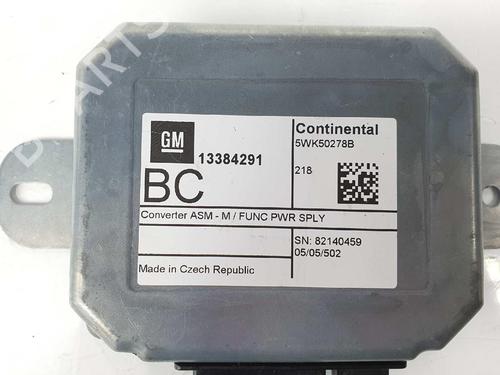 GM
13384291
BC
Continental
5WK50278B
218
Converter ASM - M / FUNC PWR SPLY
SN: 82140459
05/05/502
Made in Czech Republic